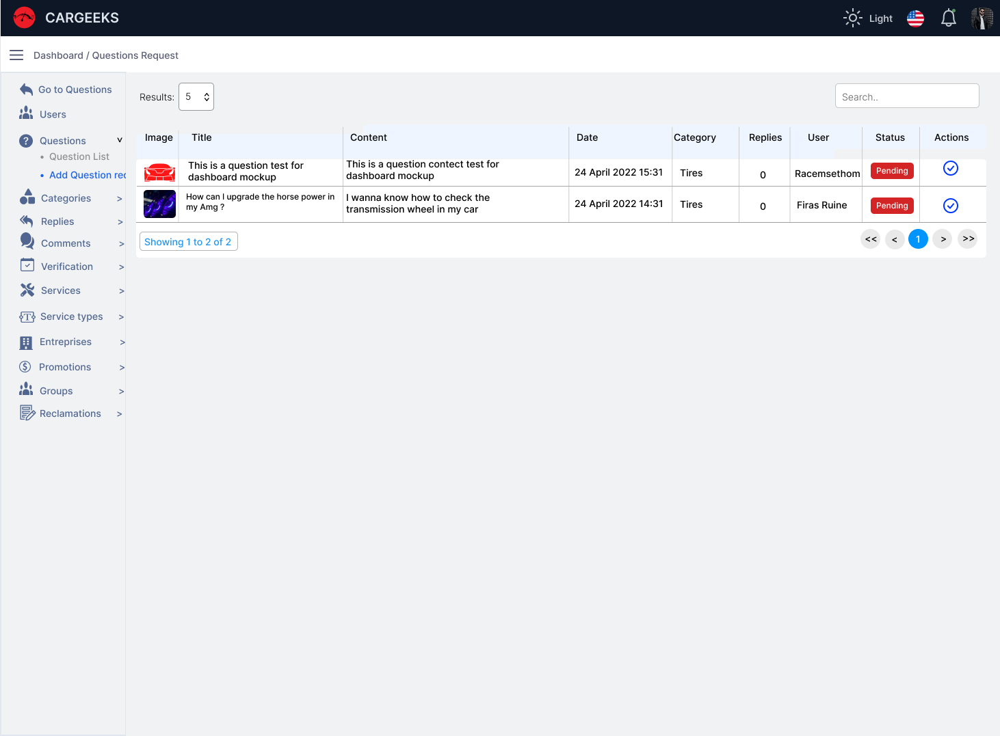 CARGEEKS
Light
Dashboard / Questions Request
Go to Questions
Users
Questions
Question List
Add Question req
Categories
Replies
Comments
Verification
Services
Service types
Entreprises
Promotions
Groups
Reclamations
Results: 5
Search..
Image Title Content Date Category Replies User Status Actions
This is a question test for
dashboard mockup
This is a question contect test for
dashboard mockup
24 April 2022 15:31
Tires
0
Racemsethom
Pending
How can I upgrade the horse power in
my Amg ?
I wanna know how to check the
transmission wheel in my car
24 April 2022 14:31
Tires
0
Firas Ruine
Pending
Showing 1 to 2 of 2
<< < 1 > >>